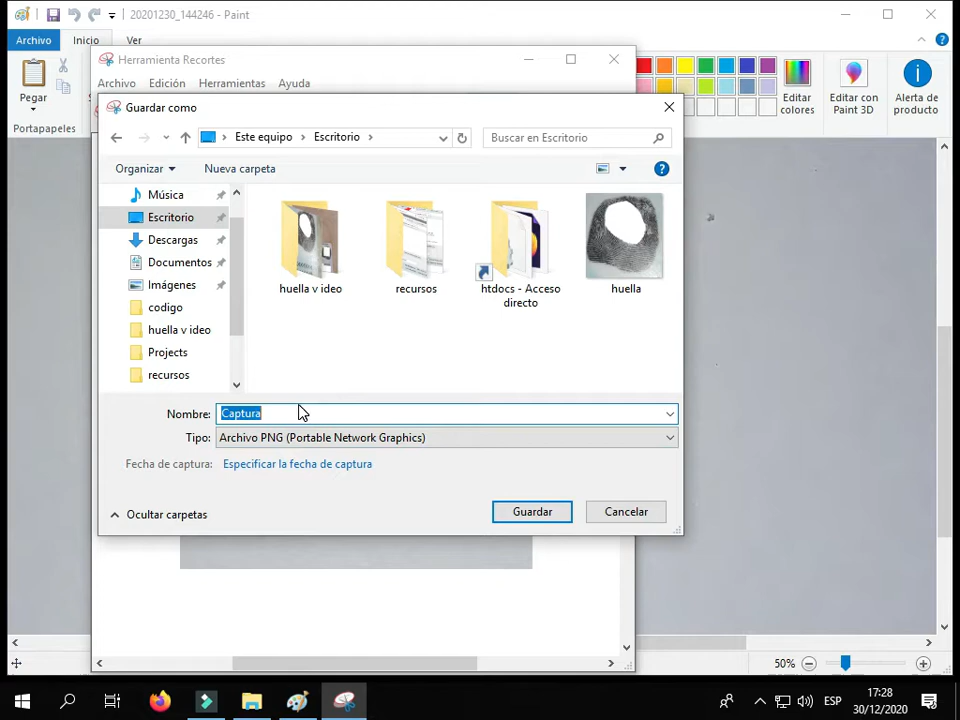 20201230_144246 - Paint
Archivo
Inicio
Ver
Pegar
Portapapeles
Editar
colores
Editar con
Paint 3D
Alerta de
producto
Herramienta Recortes
Archivo
Edición
Herramientas
Ayuda
Guardar como
Este equipo
Escritorio
Buscar en Escritorio
Organizar
Nueva carpeta
Música
Escritorio
Descargas
Documentos
Imágenes
codigo
huella v ideo
Projects
recursos
huella v ideo
recursos
htdocs - Acceso
directo
huella
Nombre:
Captura
Tipo:
Archivo PNG (Portable Network Graphics)
Fecha de captura:
Especificar la fecha de captura
Ocultar carpetas
Guardar
Cancelar
50%
ESP
17:28
30/12/2020